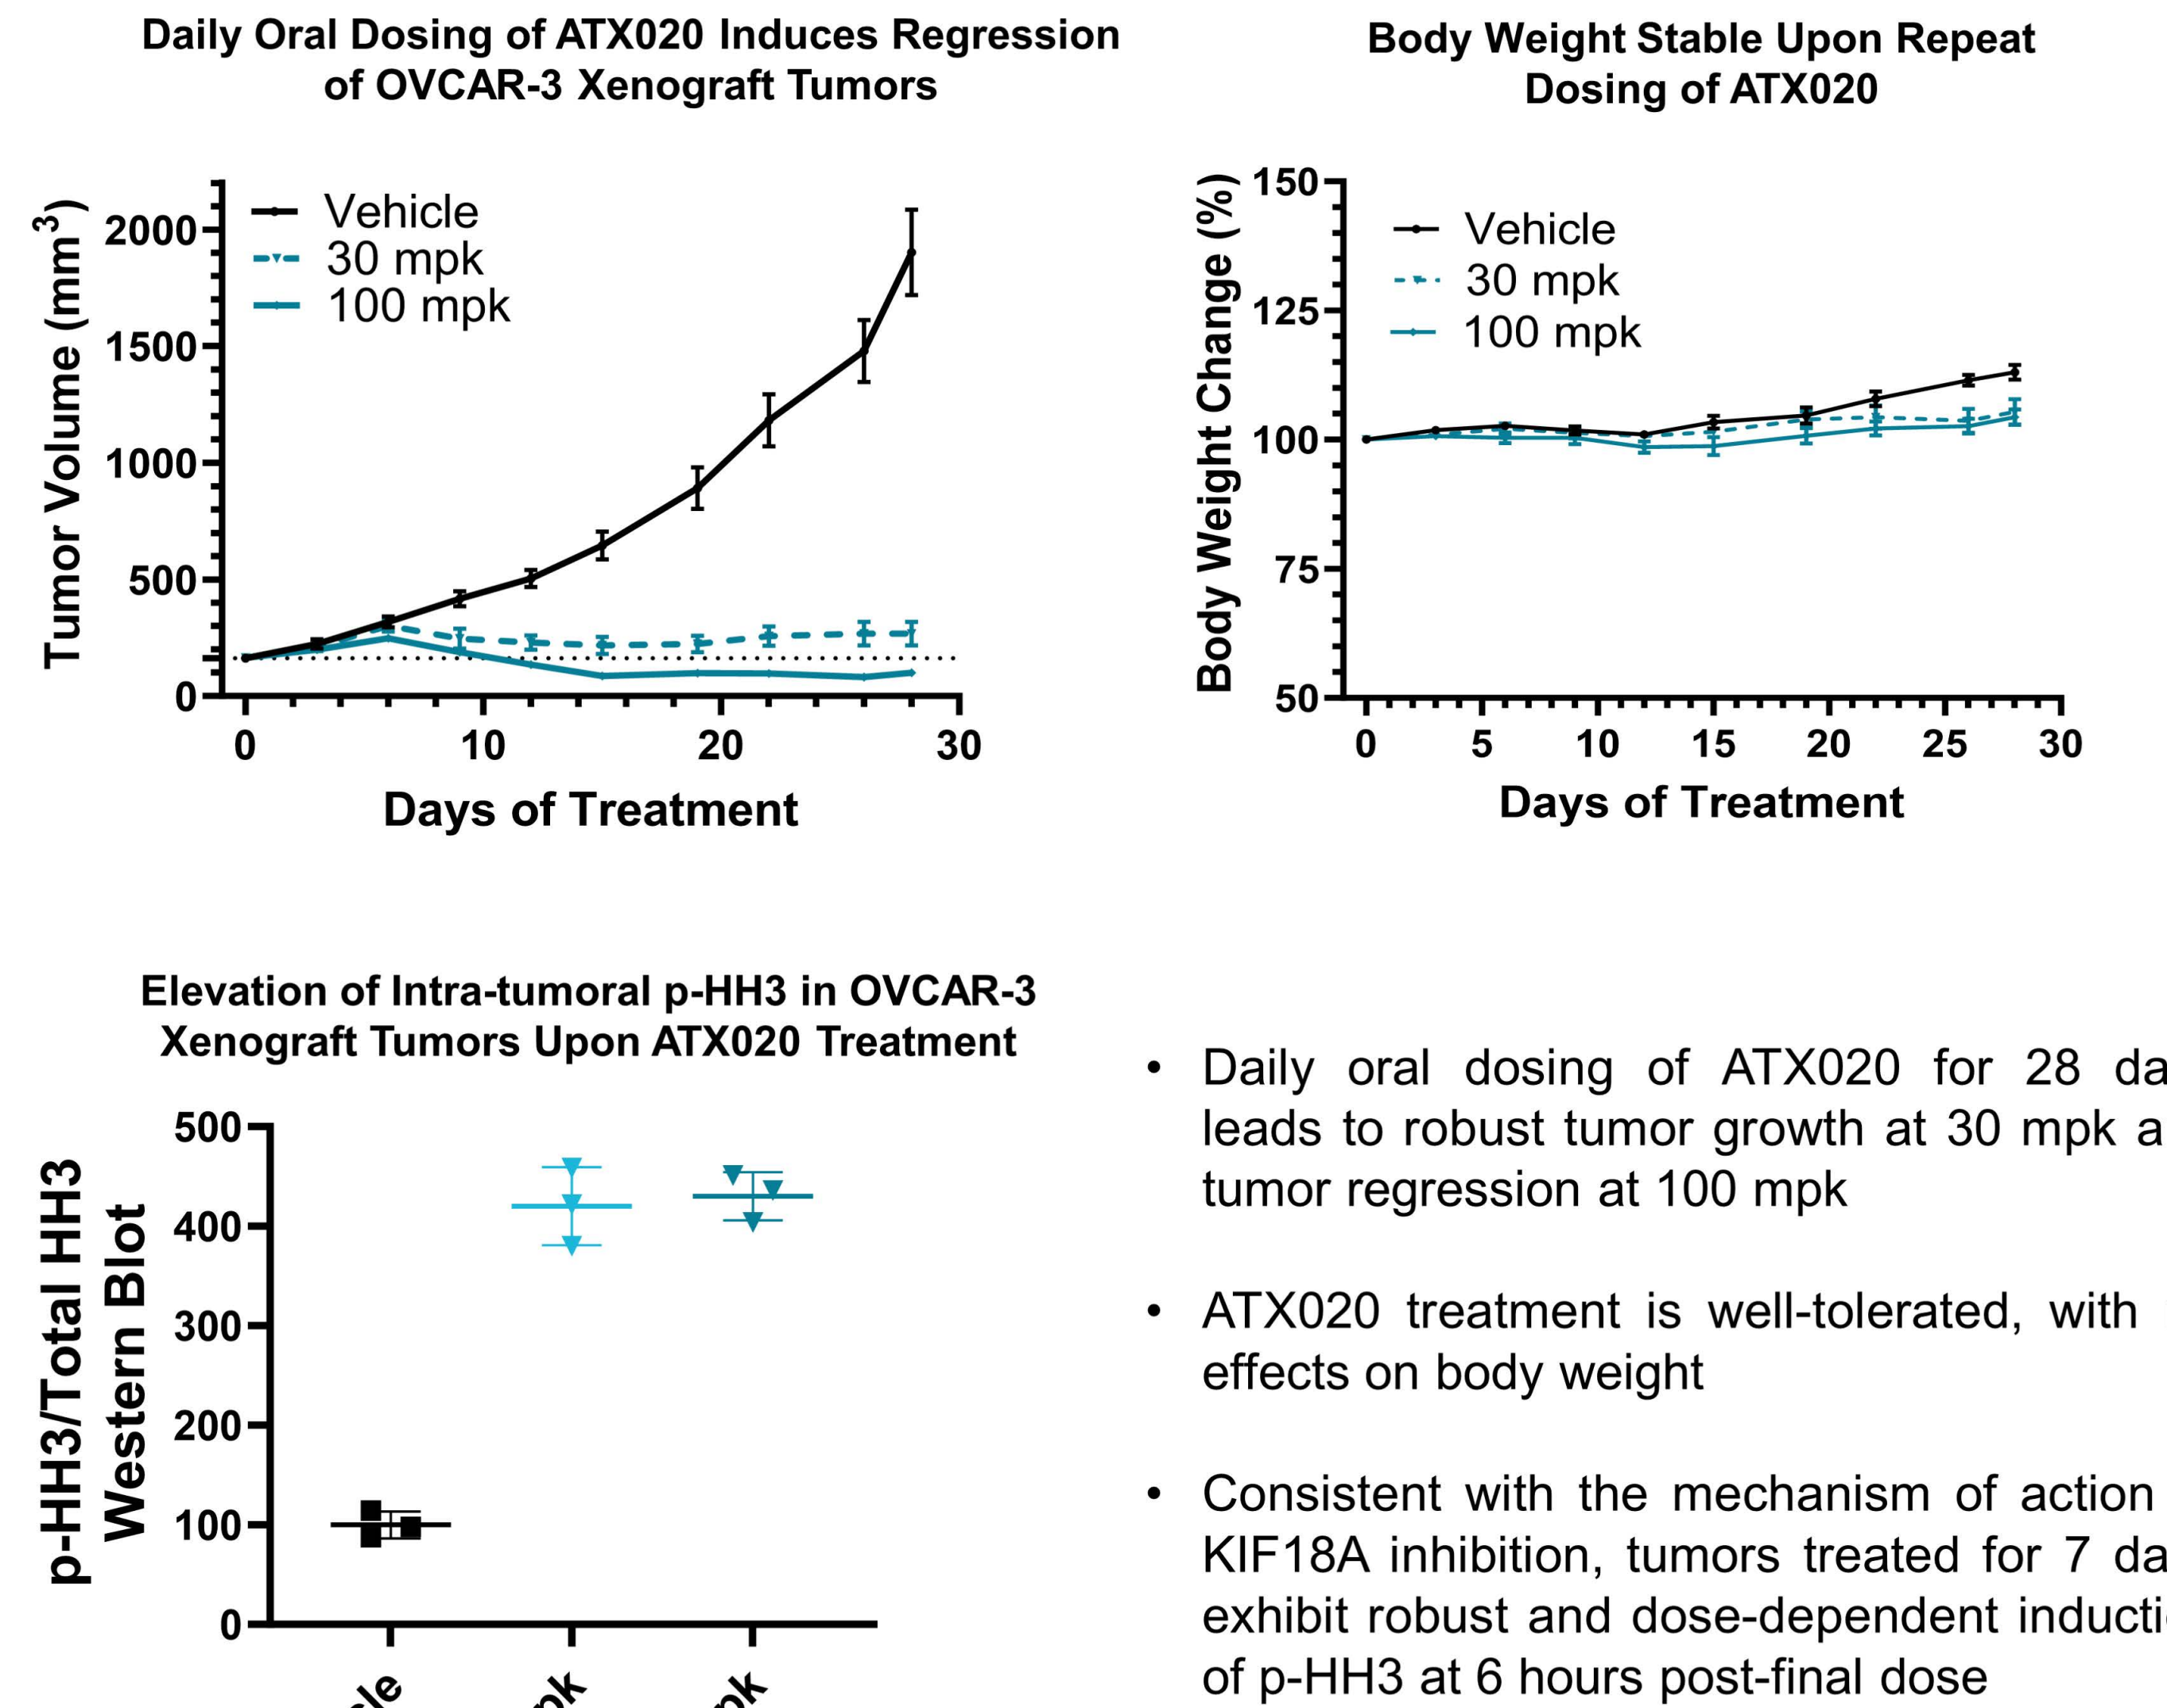 Daily Oral Dosing of ATX020 Induces Regression
of OVCAR-3 Xenograft Tumors
Tumor Volume (mm³)
2000
1500
1000
500
0
Vehicle
30 mpk
100 mpk
0 10 20 30
Days of Treatment
Body Weight Stable Upon Repeat
Dosing of ATX020
Body Weight Change (%)
150
125
100
75
50
Vehicle
30 mpk
100 mpk
0 5 10 15 20 25 30
Days of Treatment
Elevation of Intra-tumoral p-HH3 in OVCAR-3
Xenograft Tumors Upon ATX020 Treatment
p-HH3/Total HH3
Western Blot
500
400
300
200
100
0
• Daily oral dosing of ATX020 for 28
leads to robust tumor growth at 30 mpk
tumor regression at 100 mpk
• ATX020 treatment is well-tolerated, with
effects on body weight
• Consistent with the mechanism of action
KIF18A inhibition, tumors treated for 7
exhibit robust and dose-dependent
of p-HH3 at 6 hours post-final dose